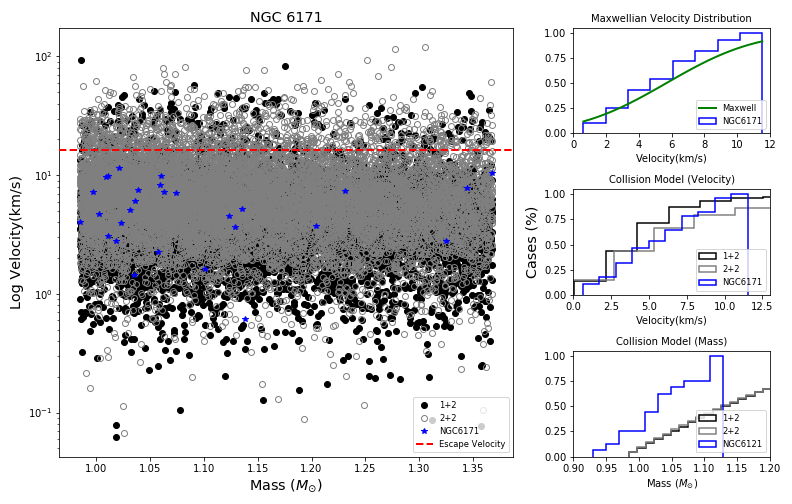 NGC 6171
Log Velocity(km/s)
10²
10¹
10⁰
10⁻¹
1.00 1.05 1.10 1.15 1.20 1.25 1.30 1.35
Mass (M⊙)
1+2
2+2
NGC6171
Escape Velocity
Cases (%)
Maxwellian Velocity Distribution
1.00
0.75
0.50
0.25
0.00
0 2 4 6 8 10 12
Velocity(km/s)
Maxwell
NGC6171
Collision Model (Velocity)
1.00
0.75
0.50
0.25
0.00
0.0 2.5 5.0 7.5 10.0 12.5
Velocity(km/s)
1+2
2+2
NGC6171
Collision Model (Mass)
1.00
0.75
0.50
0.25
0.00
0.90 0.95 1.00 1.05 1.10 1.15 1.20
Mass (M⊙)
1+2
2+2
NGC6121